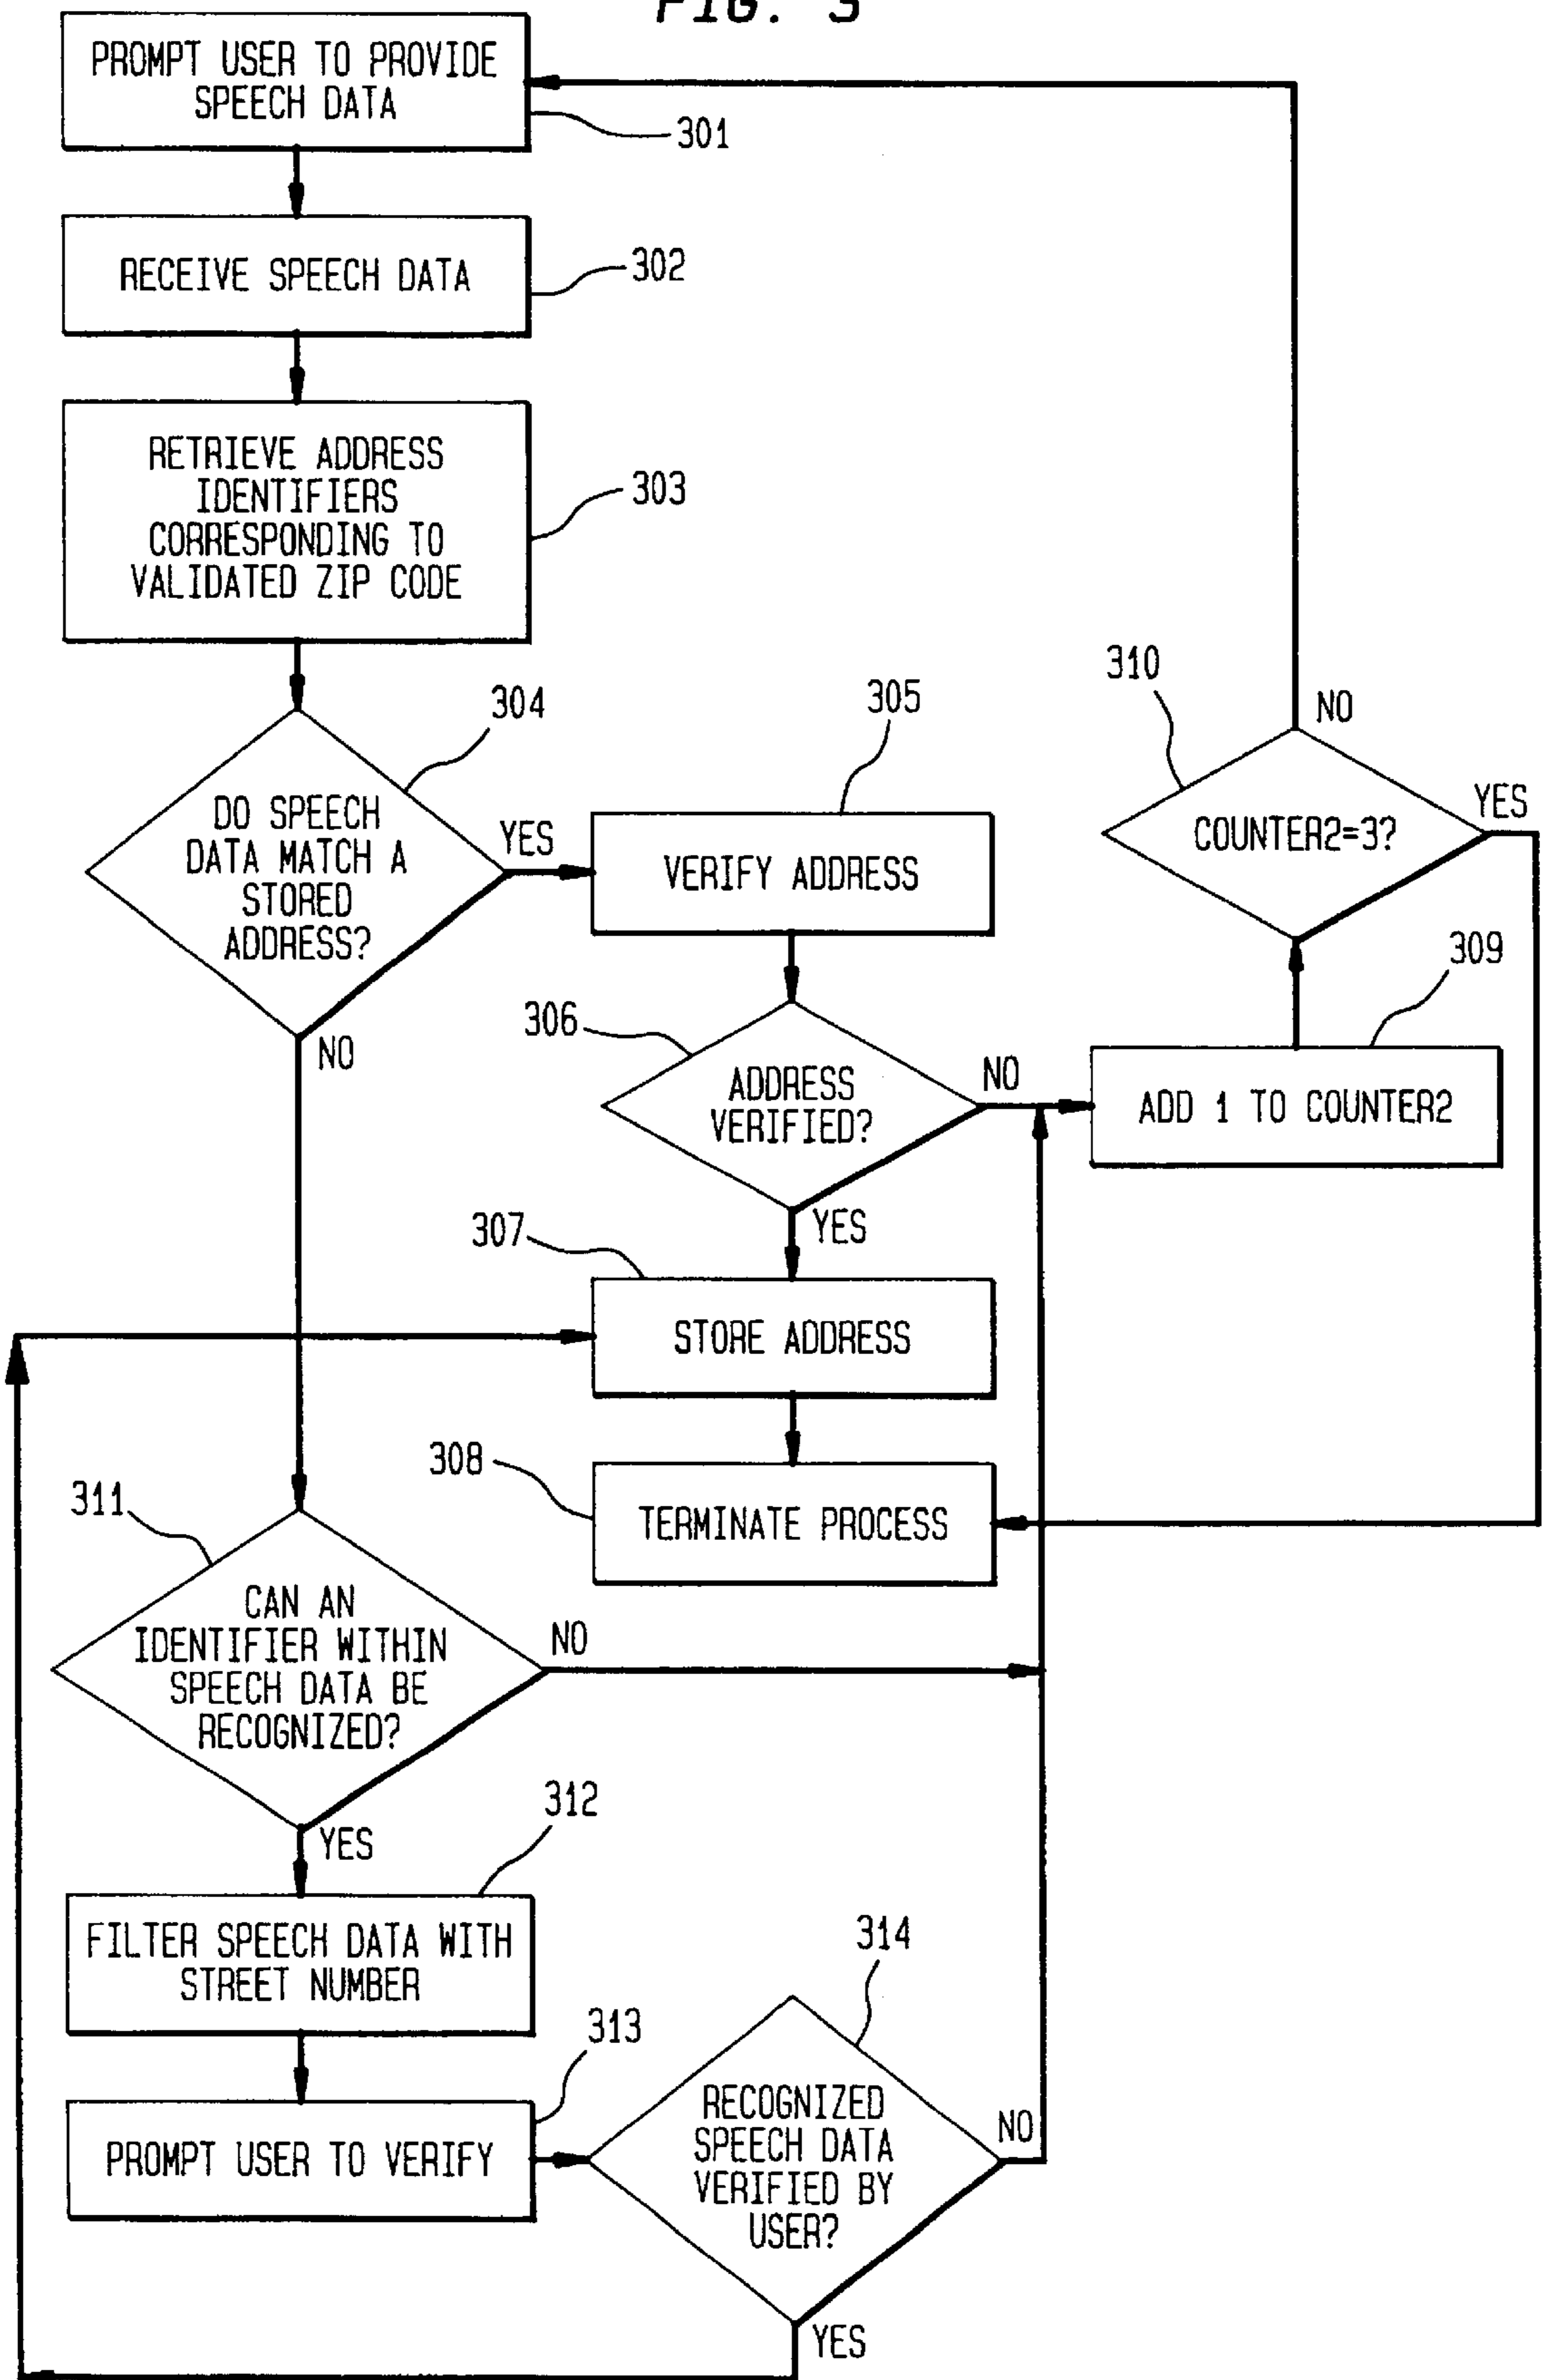 FIG. 3
PROMPT USER TO PROVIDE
SPEECH DATA
301
RECEIVE SPEECH DATA
302
RETRIEVE ADDRESS
IDENTIFIERS
CORRESPONDING TO
VALIDATED ZIP CODE
303
304
DO SPEECH
DATA MATCH A
STORED
ADDRESS?
YES
NO
305
VERIFY ADDRESS
310
NO
COUNTER2=3?
YES
306
ADDRESS
VERIFIED?
NO
YES
309
ADD 1 TO COUNTER2
307
STORE ADDRESS
308
TERMINATE PROCESS
311
CAN AN
IDENTIFIER WITHIN
SPEECH DATA BE
RECOGNIZED?
NO
YES
312
FILTER SPEECH DATA WITH
STREET NUMBER
313
PROMPT USER TO VERIFY
314
RECOGNIZED
SPEECH DATA
VERIFIED BY
USER?
NO
YES